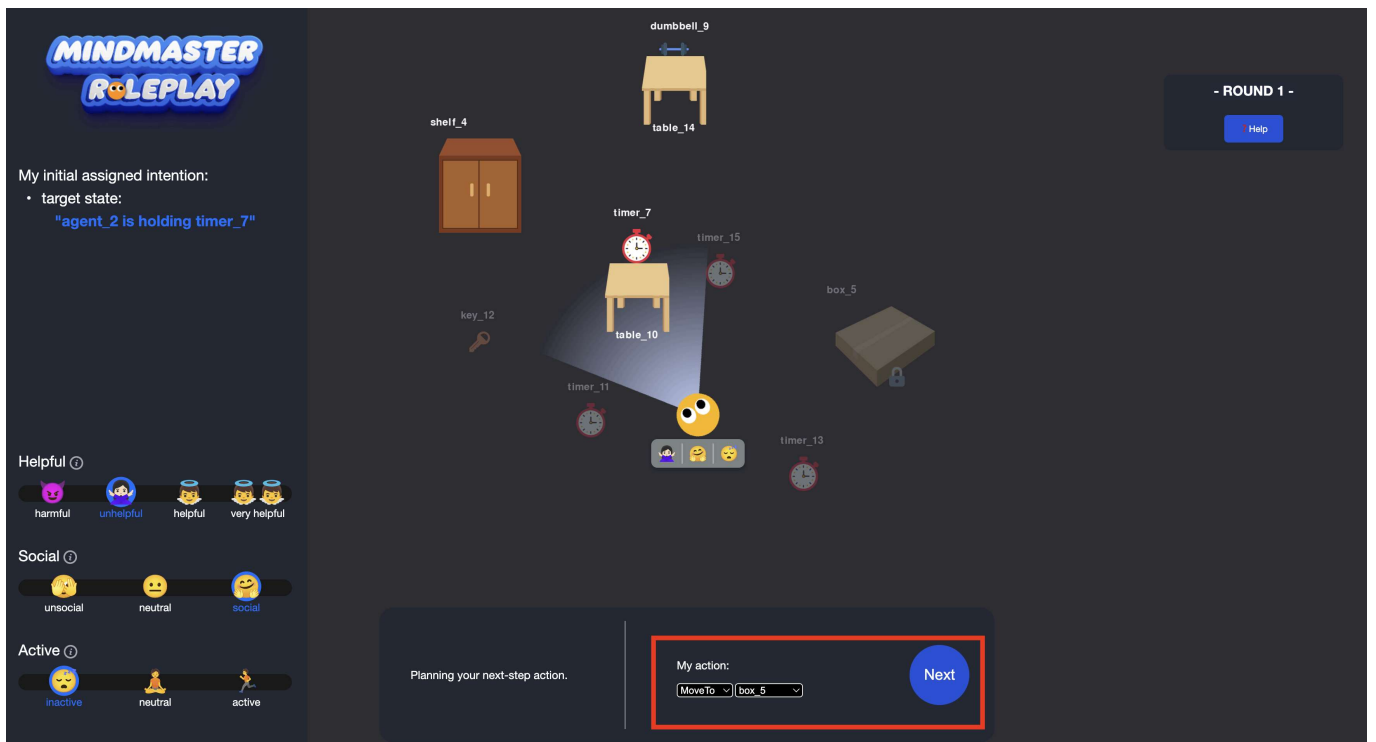 MINDMASTER
ROLEPLAY
My initial assigned intention:
• target state:
"agent_2 is holding timer_7"
Helpful
harmful unhelpful helpful very helpful
Social
unsocial neutral social
Active
inactive neutral active
dumbbell_9
table_14
shelf_4
timer_7
timer_15
table_10
key_12
box_5
timer_11
timer_13
- ROUND 1 -
Help
Planning your next-step action.
My action:
MoveTo box_5
Next